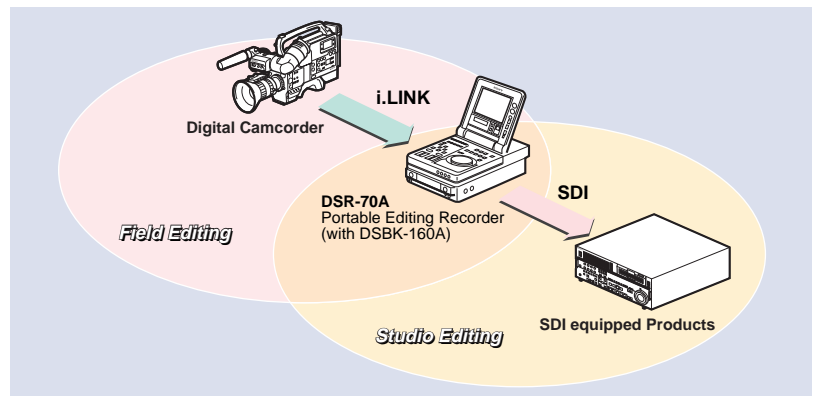 i.LINK
Digital Camcorder
SDI
DSR-70A
Portable Editing Recorder
(with DSBK-160A)
Field Editing
SDI equipped Products
Studio Editing